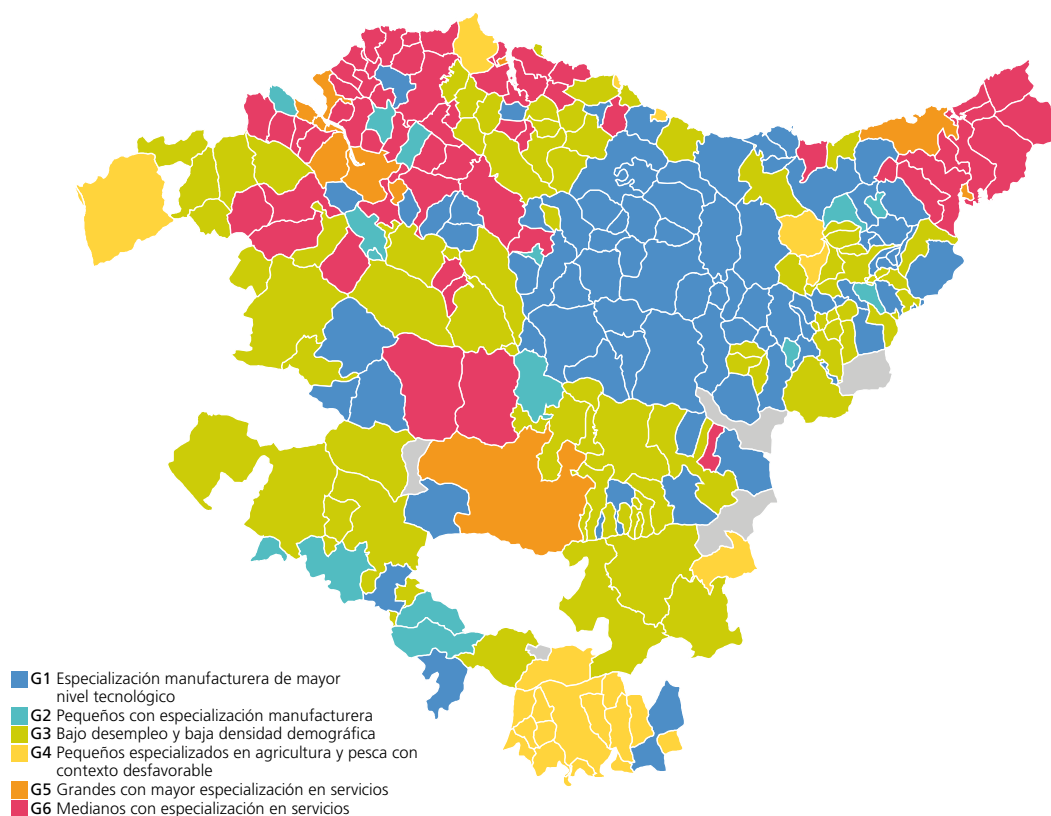 G1 Especialización manufacturera de mayor
nivel tecnológico
G2 Pequeños con especialización manufacturera
G3 Bajo desempleo y baja densidad demográfica
G4 Pequeños especializados en agricultura y pesca con
contexto desfavorable
G5 Grandes con mayor especialización en servicios
G6 Medianos con especialización en servicios